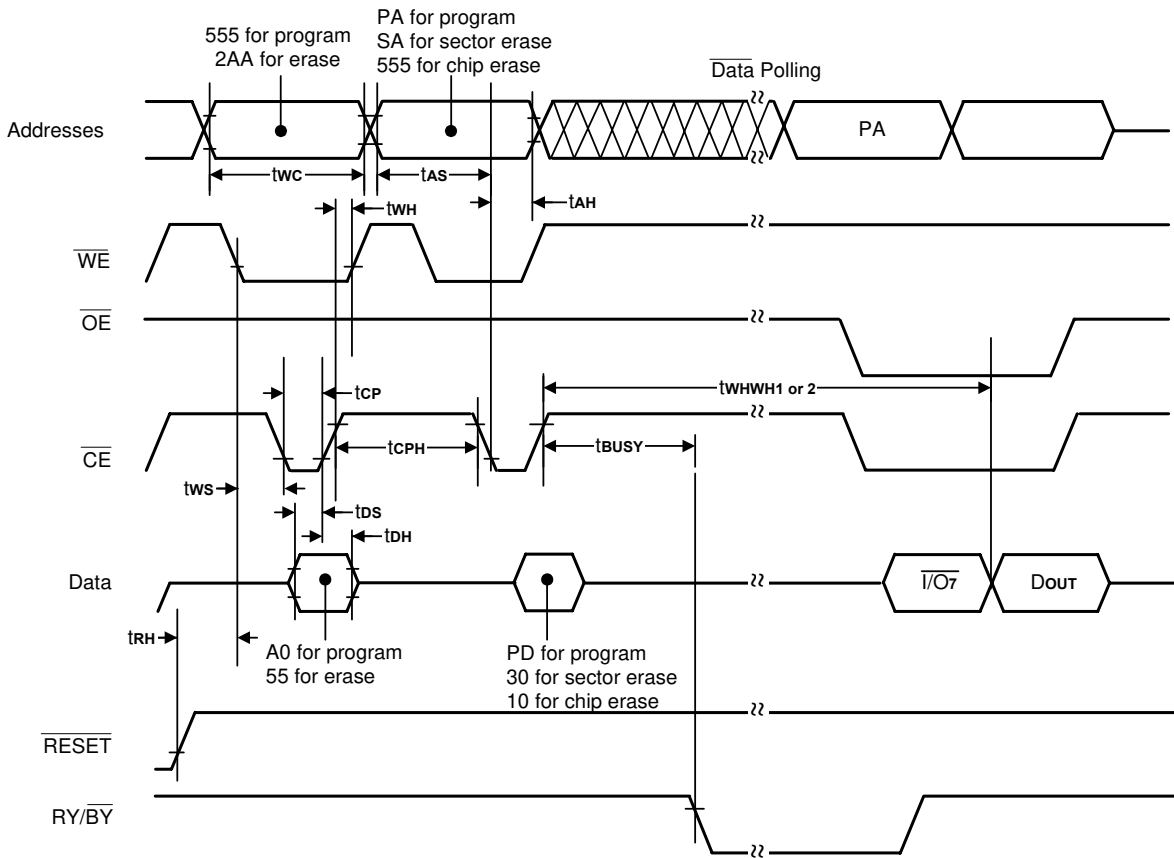 555 for program
2AA for erase
PA for program
SA for sector erase
555 for chip erase
Data Polling
Addresses
PA
tWC
tAS
tWH
tAH
WE
OE
tCP
tWHWH1 or 2
CE
tCPH
tBUSY
tWS
tDS
tDH
Data
I/O7
DOUT
tRH
A0 for program
55 for erase
PD for program
30 for sector erase
10 for chip erase
RESET
RY/BY